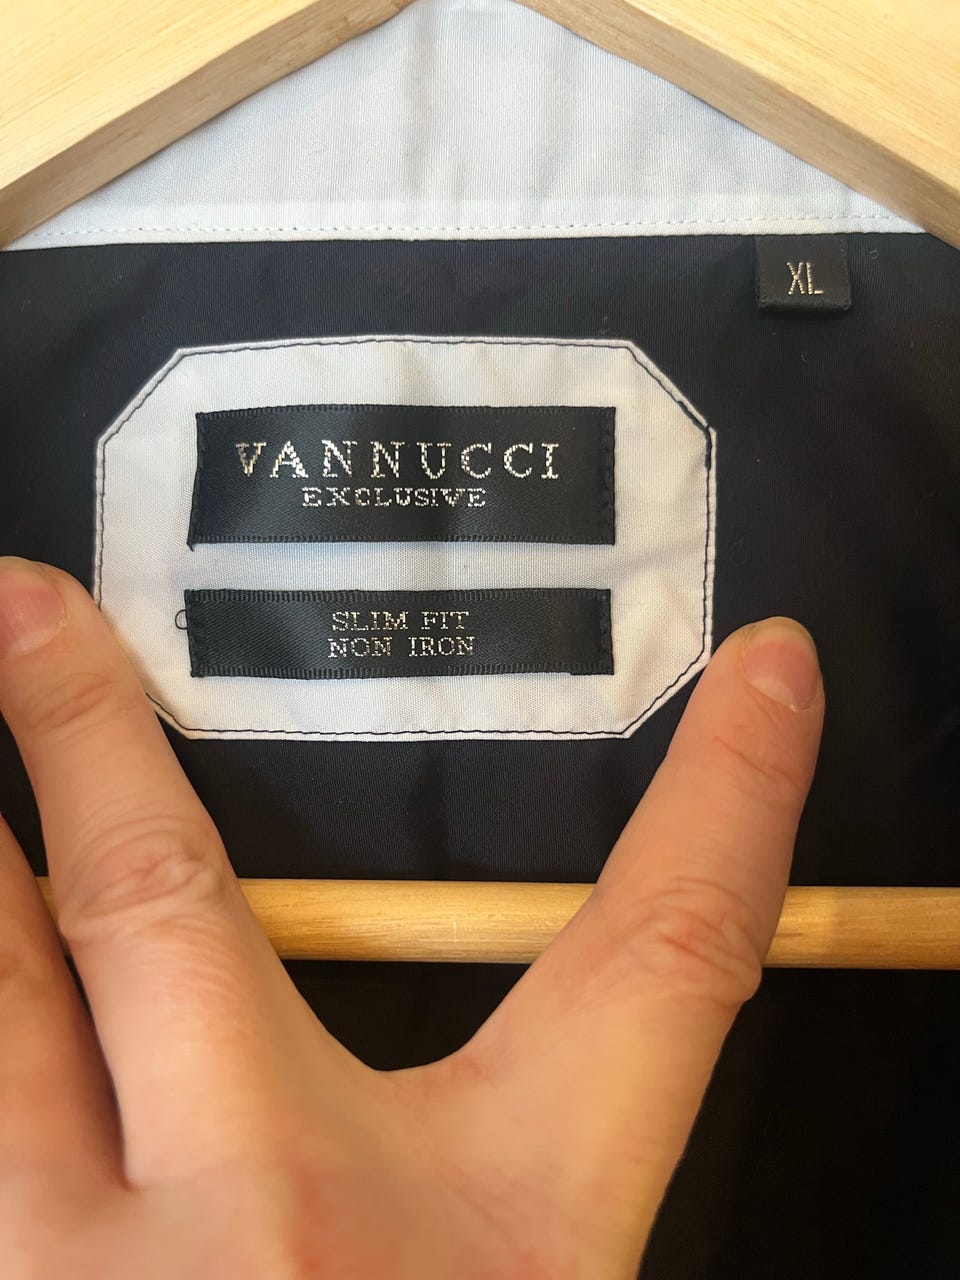 XL
VANNUCCI
EXCLUSIVE
SLIM FIT
NON IRON